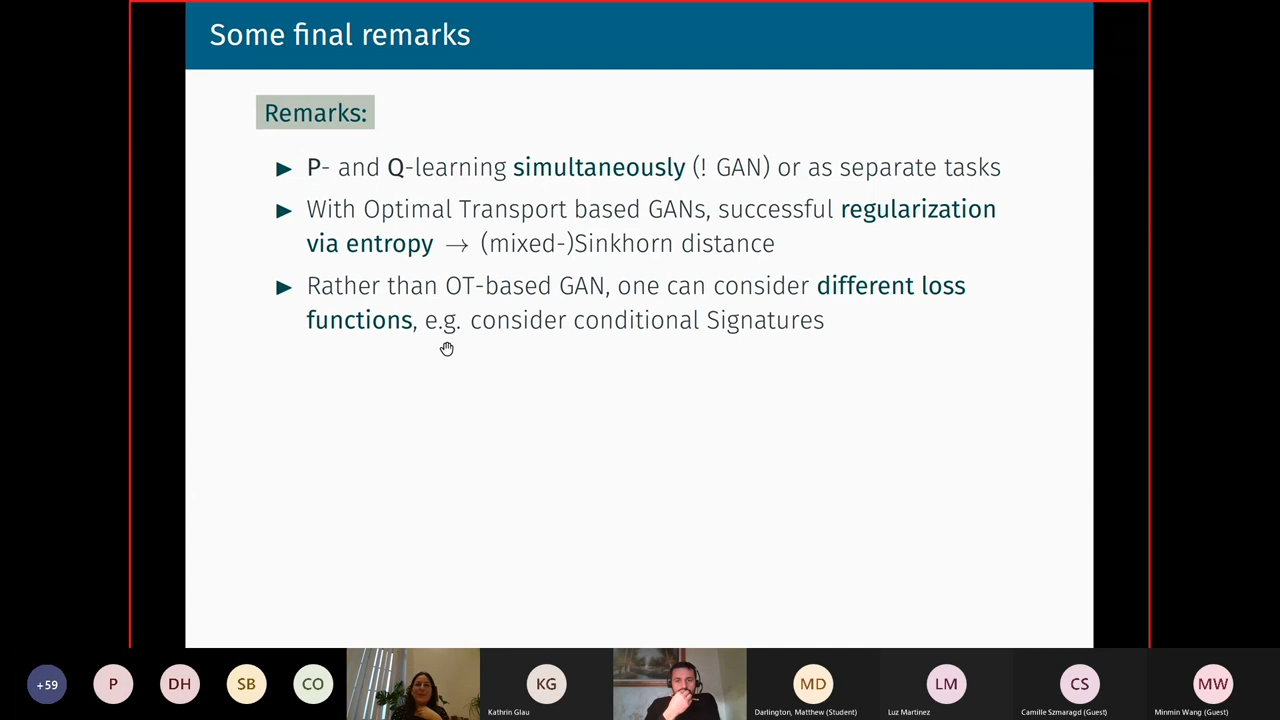 Some final remarks
Remarks:
▶ P- and Q-learning simultaneously (! GAN) or as separate tasks
▶ With Optimal Transport based GANs, successful regularization
via entropy → (mixed-)Sinkhorn distance
▶ Rather than OT-based GAN, one can consider different loss
functions, e.g. consider conditional Signatures
+59
P
DH
SB
CO
KG
Kathrin Glau
MD
Darlington, Matthew (Student)
LM
Luz Martinez
CS
Camille Szmaragd (Guest)
MW
Minmin Wang (Guest)